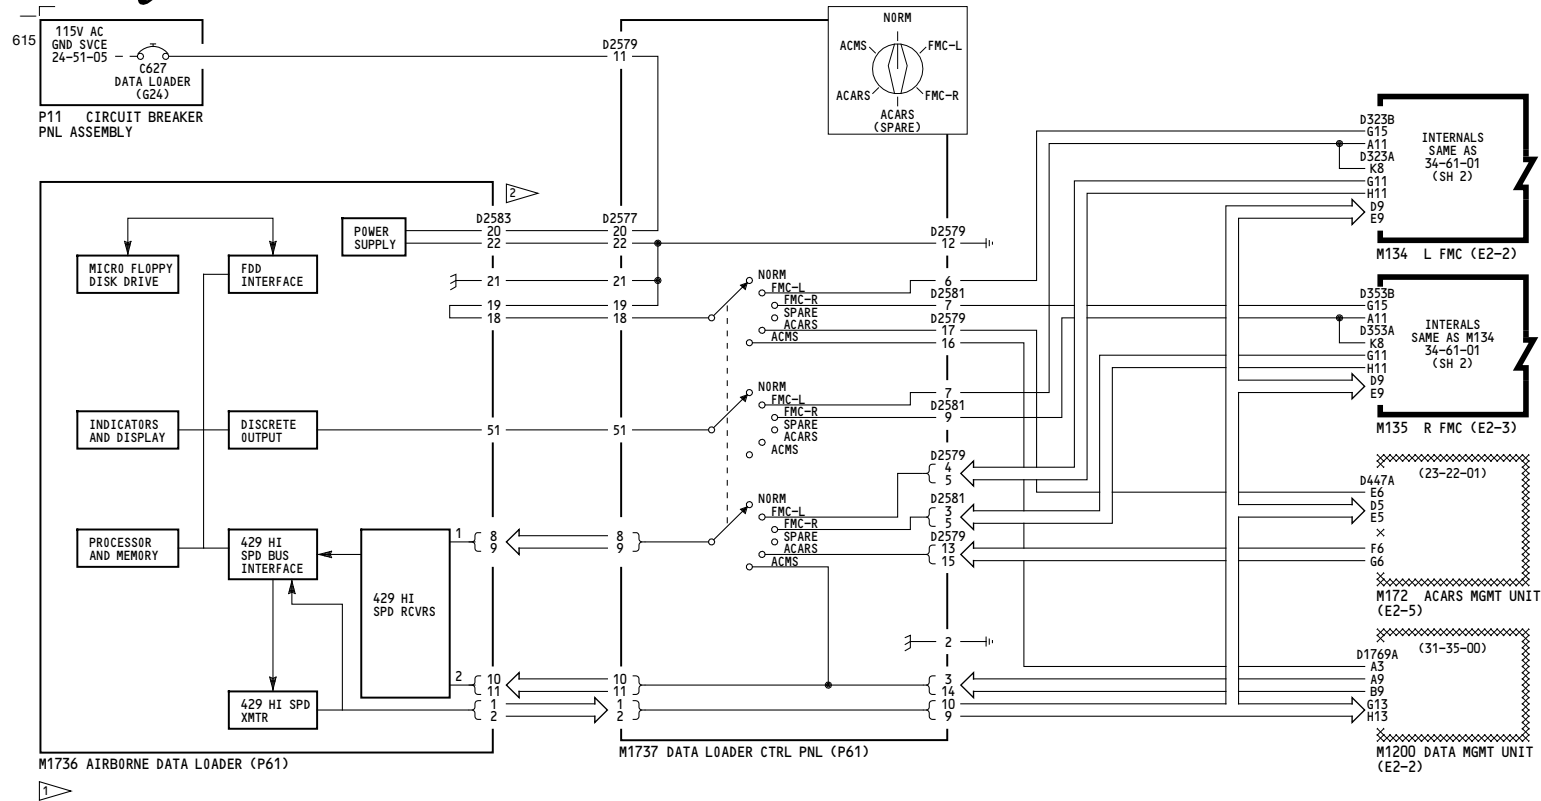 615
115V AC
GND SVCE
24-51-05
C627
DATA LOADER
(G24)
P11 CIRCUIT BREAKER
PNL ASSEMBLY
D2579
11
NORM
ACMS
FMC-L
ACARS
FMC-R
ACARS
(SPARE)
2
MICRO FLOPPY
DISK DRIVE
FDD
INTERFACE
POWER
SUPPLY
INDICATORS
AND DISPLAY
DISCRETE
OUTPUT
PROCESSOR
AND MEMORY
429 HI
SPD BUS
INTERFACE
429 HI
SPD RCVRS
429 HI SPD
XMTR
1
2
D2583
20
22
21
19
18
51
8
9
10
11
1
2
M1736 AIRBORNE DATA LOADER (P61)
1
D2577
20
22
21
19
18
51
8
9
10
11
1
2
NORM
FMC-L
FMC-R
SPARE
ACARS
ACMS
NORM
FMC-L
FMC-R
SPARE
ACARS
ACMS
NORM
FMC-L
FMC-R
SPARE
ACARS
ACMS
D2579
12
6
D2581
7
D2579
17
16
7
D2581
9
D2579
4
5
D2581
3
5
D2579
13
15
2
3
14
10
9
M1737 DATA LOADER CTRL PNL (P61)
D323B
G15
A11
D323A
K8
G11
H11
D9
E9
INTERNALS
SAME AS
34-61-01
(SH 2)
M134 L FMC (E2-2)
D353B
G15
A11
D353A
K8
G11
H11
D9
E9
INTERALS
SAME AS M134
34-61-01
(SH 2)
M135 R FMC (E2-3)
(23-22-01)
D447A
E6
D5
E5
F6
G6
M172 ACARS MGMT UNIT
(E2-5)
(31-35-00)
D1769A
A3
A9
B9
G13
H13
M1200 DATA MGMT UNIT
(E2-2)